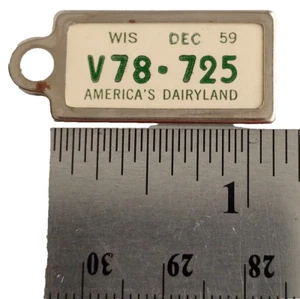 WIS DEC 59
V78·725
AMERICA'S DAIRYLAND
1
30 29 28